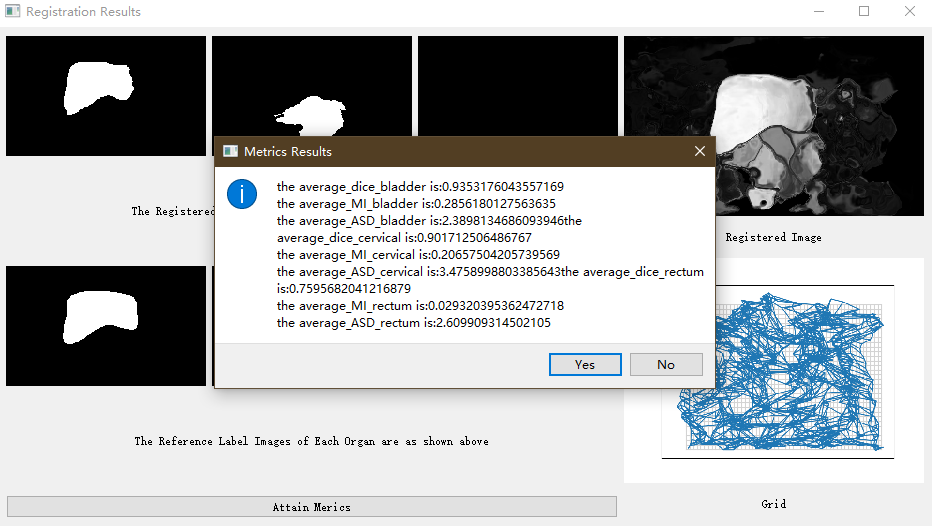 Registration Results
Metrics Results
the average_dice_bladder is:0.9353176043557169
the average_MI_bladder is:0.2856180127563635
the average_ASD_bladder is:2.3898134686093946the
average_dice_cervical is:0.901712506486767
the average_MI_cervical is:0.20657504205739569
the average_ASD_cervical is:3.4758998803385643the average_dice_rectum
is:0.7595682041216879
the average_MI_rectum is:0.029320395362472718
the average_ASD_rectum is:2.609909314502105
Yes
No
The Registered
Registered Image
The Reference Label Images of Each Organ are as shown above
Attain Merics
Grid